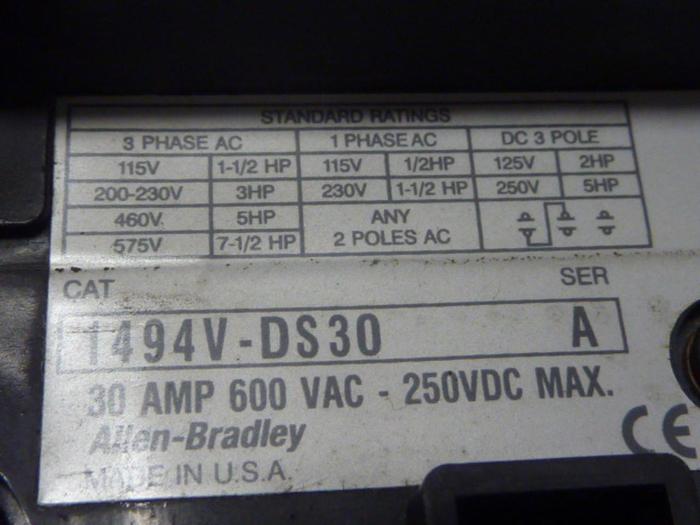 STANDARD RATINGS
3 PHASE AC 1 PHASE AC DC 3 POLE
115V 1-1/2 HP 115V 1/2HP 125V 2HP
200-230V 3HP 230V 1-1/2 HP 250V 5HP
460V 5HP ANY
575V 7-1/2 HP 2 POLES AC
CAT SER
1494V-DS30 A
30 AMP 600 VAC - 250VDC MAX.
Allen-Bradley
MADE IN U.S.A.
CE